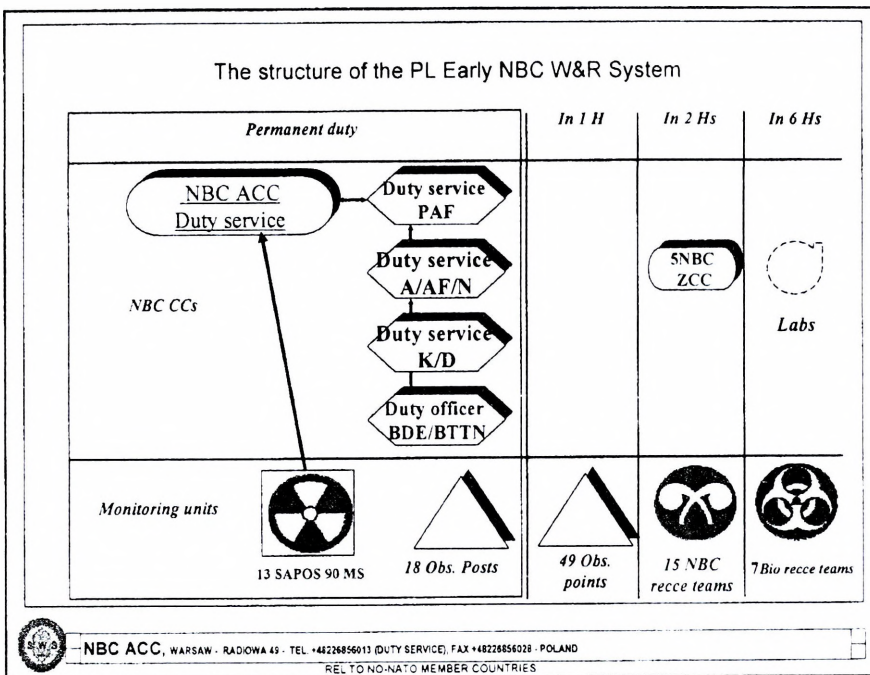 The structure of the PL Early NBC W&R System
Permanent duty
In 1 H
In 2 Hs
In 6 Hs
NBC ACC
Duty service
Duty service
PAF
Duty service
A/AF/N
Duty service
K/D
Duty officer
BDE/BTTN
NBC CCs
5NBC
ZCC
Labs
Monitoring units
13 SAPOS 90 MS
18 Obs. Posts
49 Obs.
points
15 NBC
recce teams
7 Bio recce teams
SWS
NBC ACC, WARSAW - RADIOWA 49 - TEL. +48226856013 (DUTY SERVICE), FAX +48226856028 - POLAND
REL TO NO-NATO MEMBER COUNTRIES